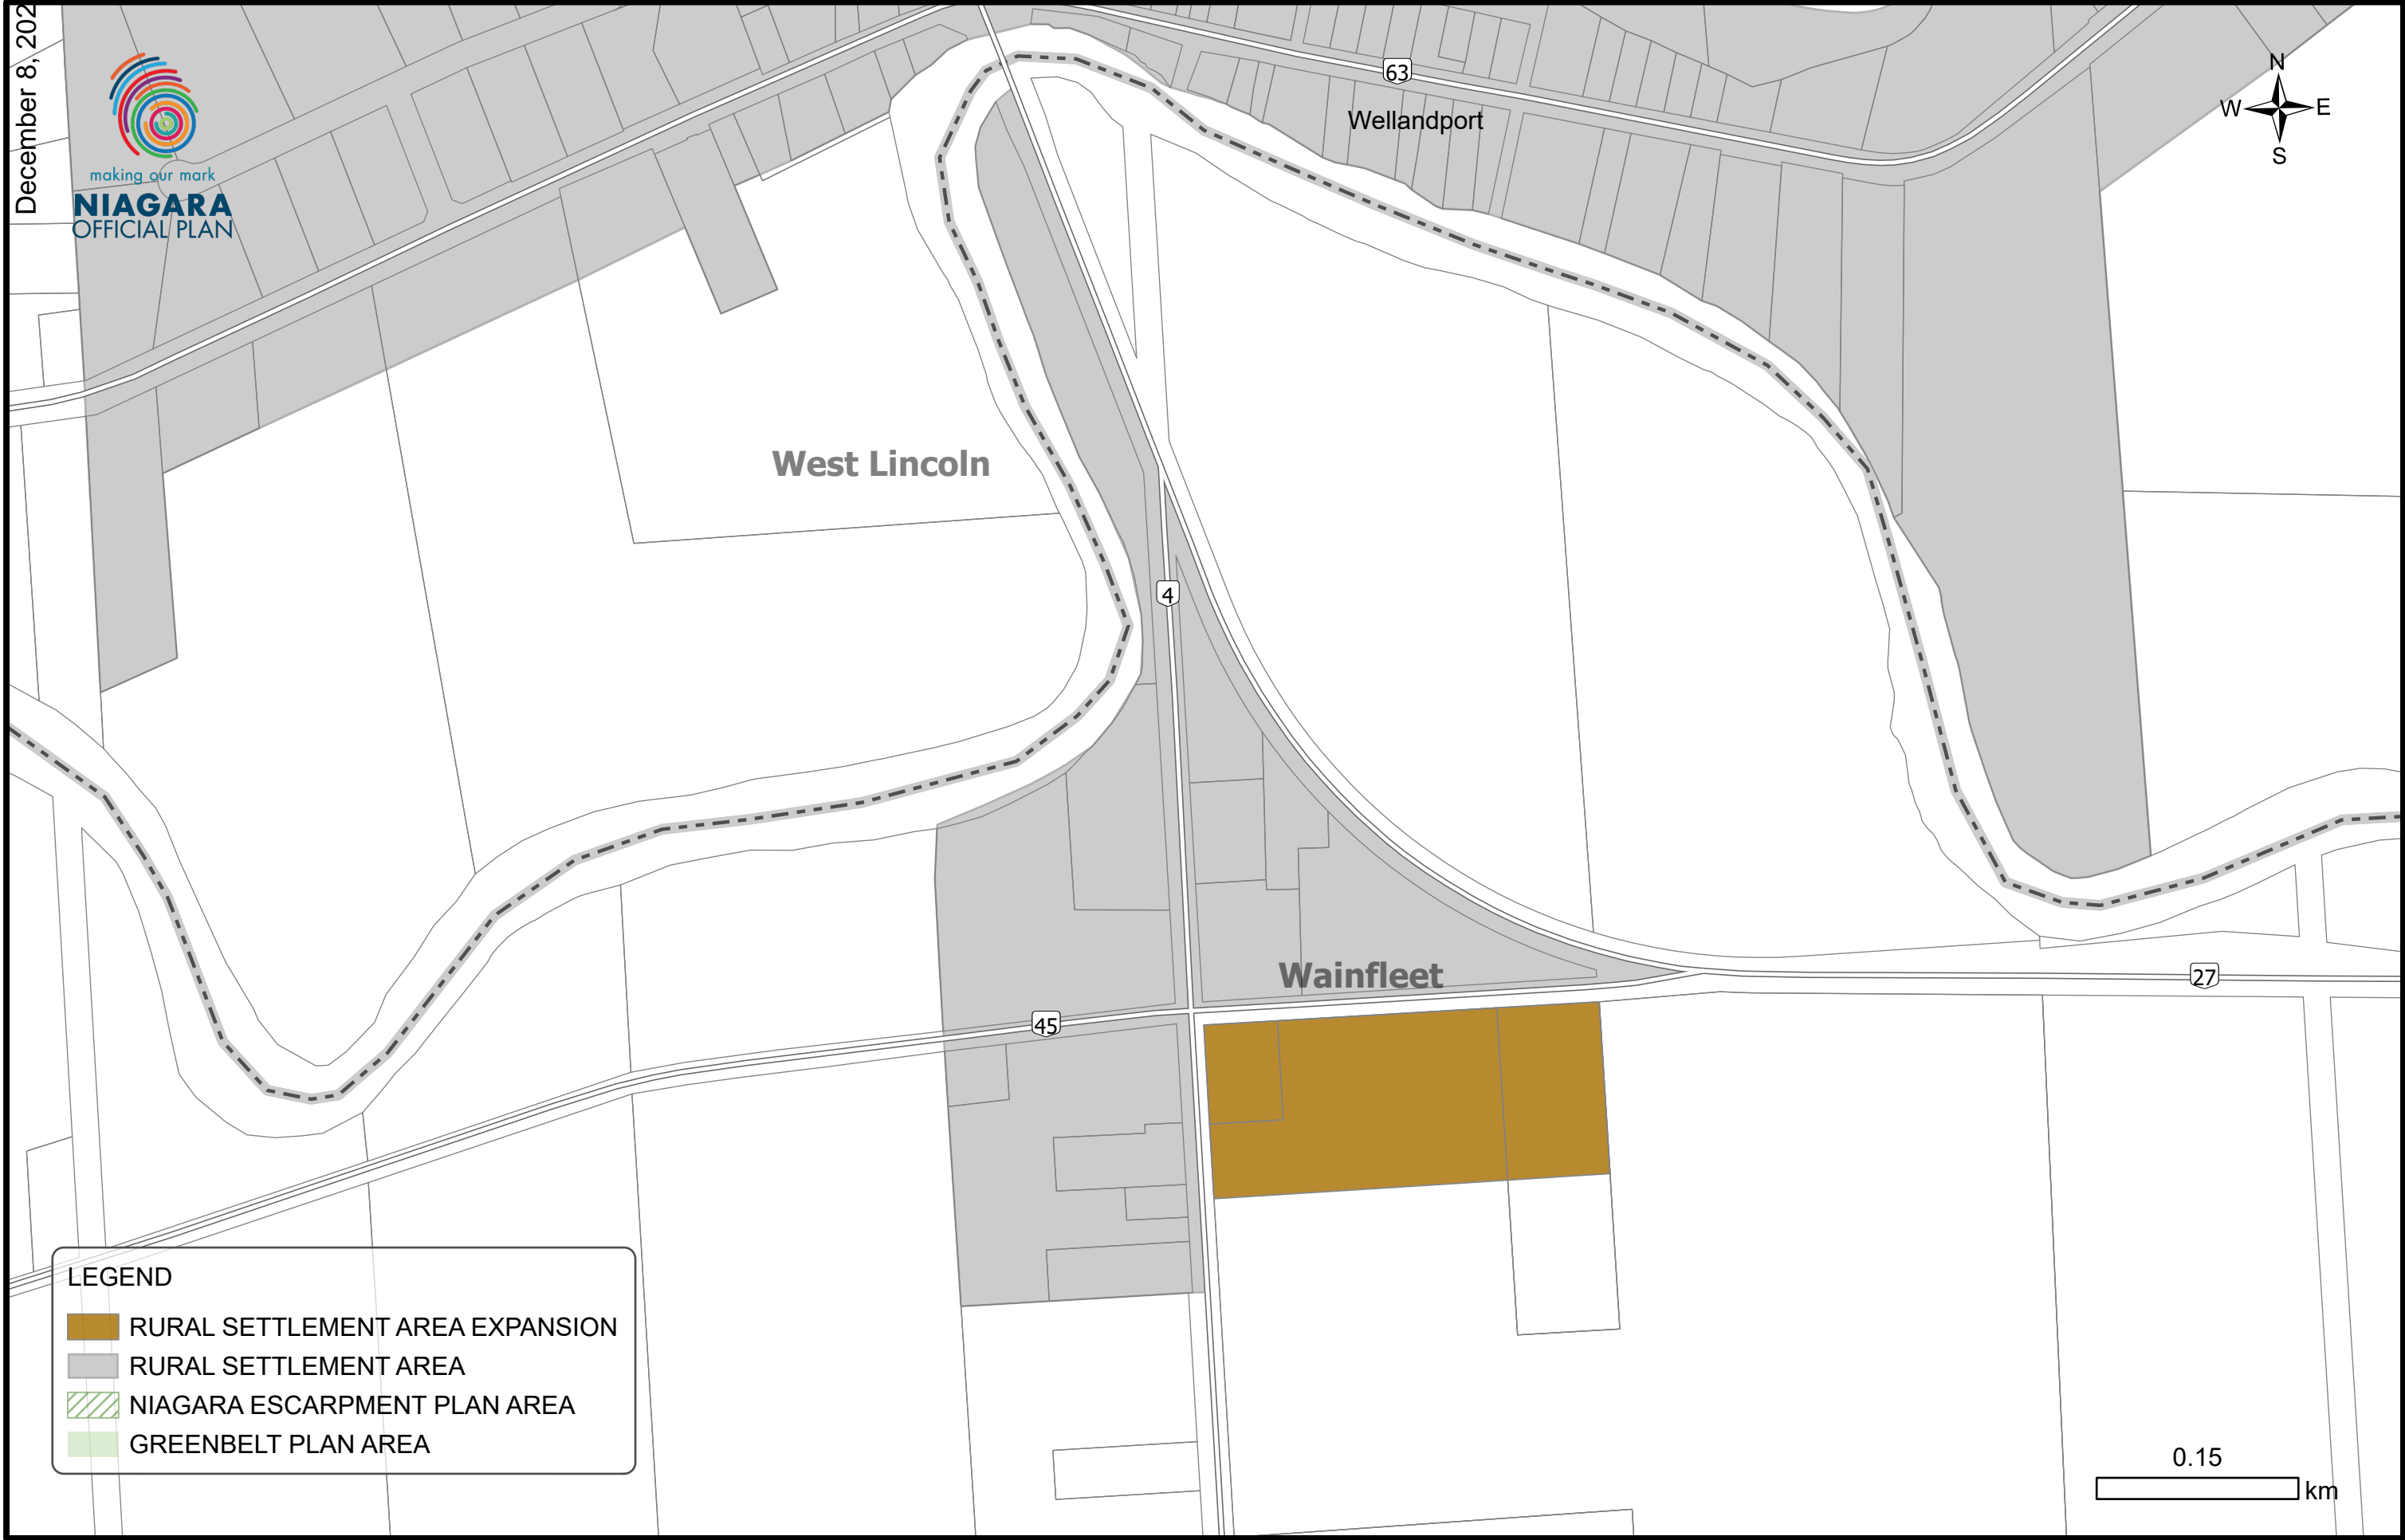 December 8, 202
making our mark
NIAGARA
OFFICIAL PLAN
63
Wellandport
N
W E
S
West Lincoln
4
Wainfleet
27
45
LEGEND
RURAL SETTLEMENT AREA EXPANSION
RURAL SETTLEMENT AREA
NIAGARA ESCARPMENT PLAN AREA
GREENBELT PLAN AREA
0.15
km